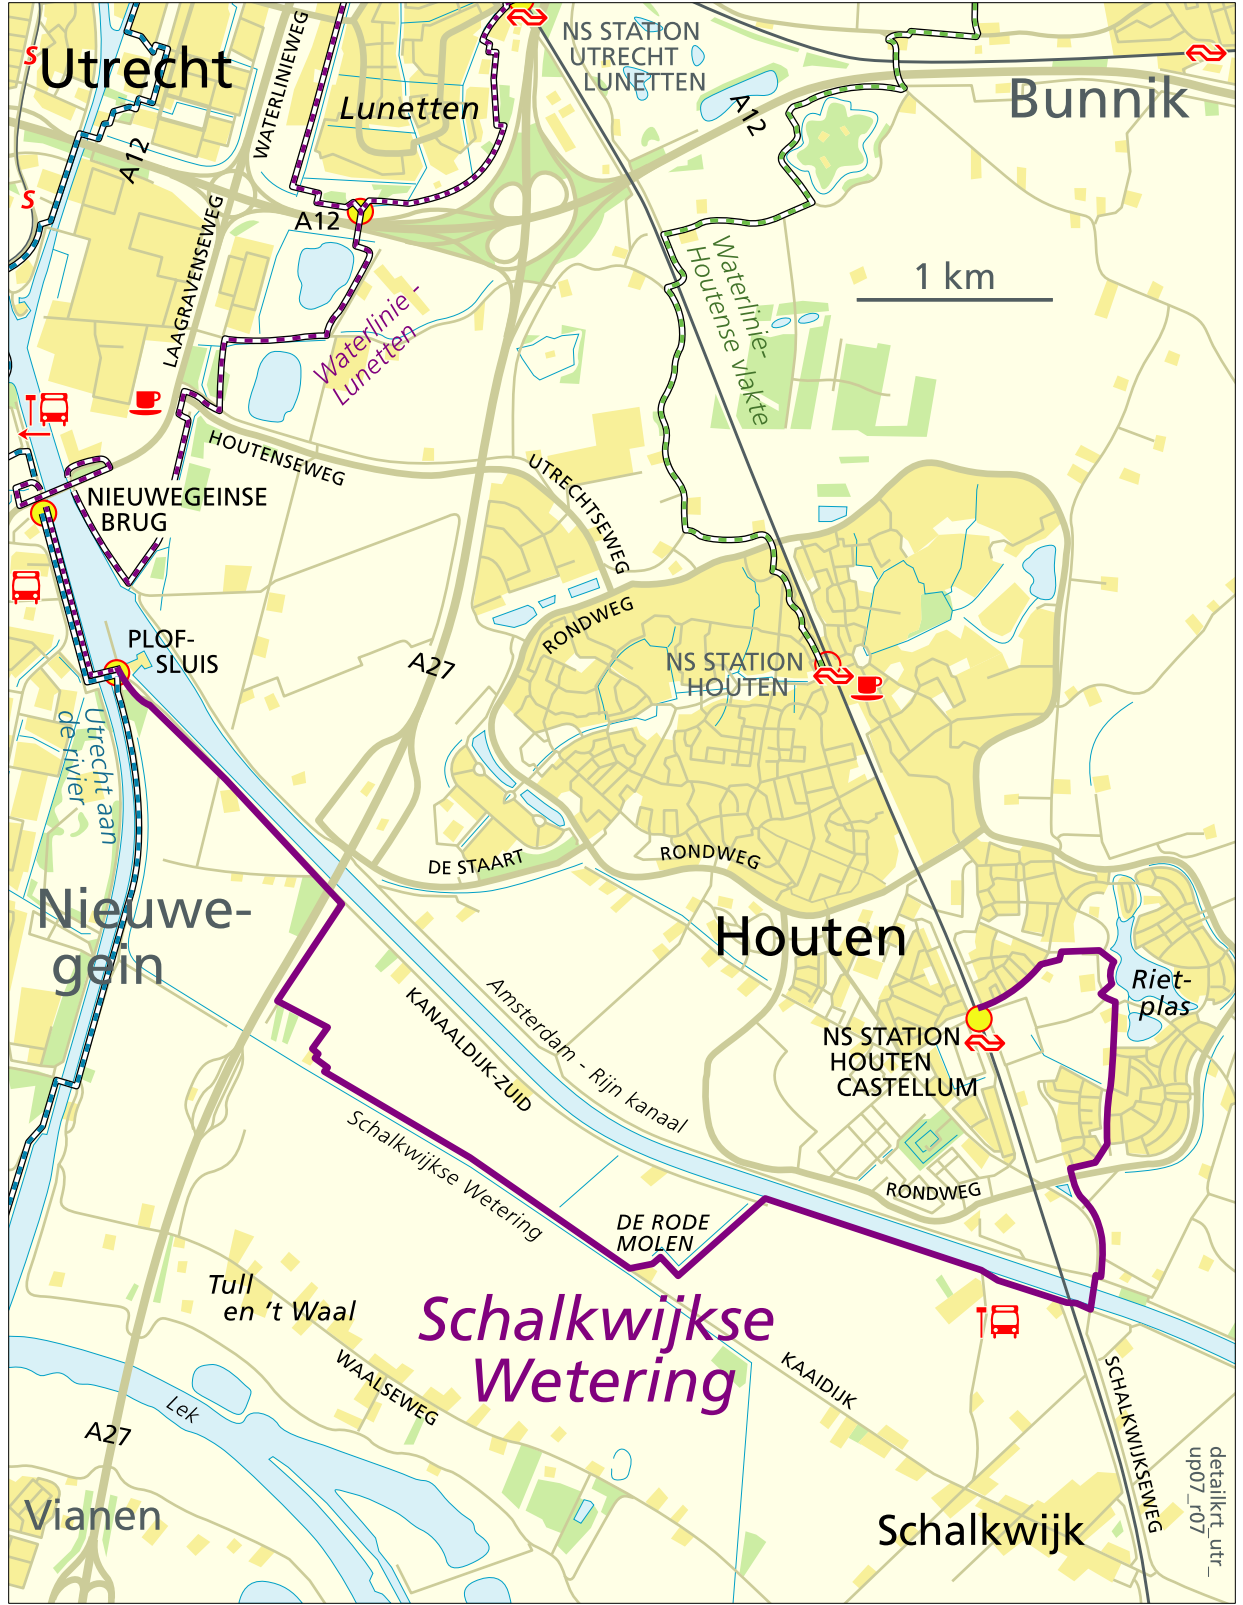 NS STATION
UTRECHT
LUNETTEN
Utrecht
WATERLINIEWEG
Lunetten
A12
Bunnik
A12
S
S
A12
LAAGRAVENSEWEG
Waterlinie-
Houtense vlakte
1 km
Waterlinie -
Lunetten
HOUTENSEWEG
UTRECHTSEWEG
NIEUWEGEINSE
BRUG
RONDWEG
PLOF-
SLUIS
A27
NS STATION
HOUTEN
Utrecht aan
de rivier
DE STAART
RONDWEG
Nieuwe-
gein
Houten
Riet-
plas
KANAALDIJK-ZUID
Amsterdam - Rijn kanaal
NS STATION
HOUTEN
CASTELLUM
Schalkwijkse Wetering
RONDWEG
DE RODE
MOLEN
Tull
en 't Waal
Schalkwijkse
Wetering
WAALSEWEG
KAAIDIJK
SCHALKWIJKSEWEG
Lek
A27
Vianen
Schalkwijk
detailkrt_utr_
up07_r07